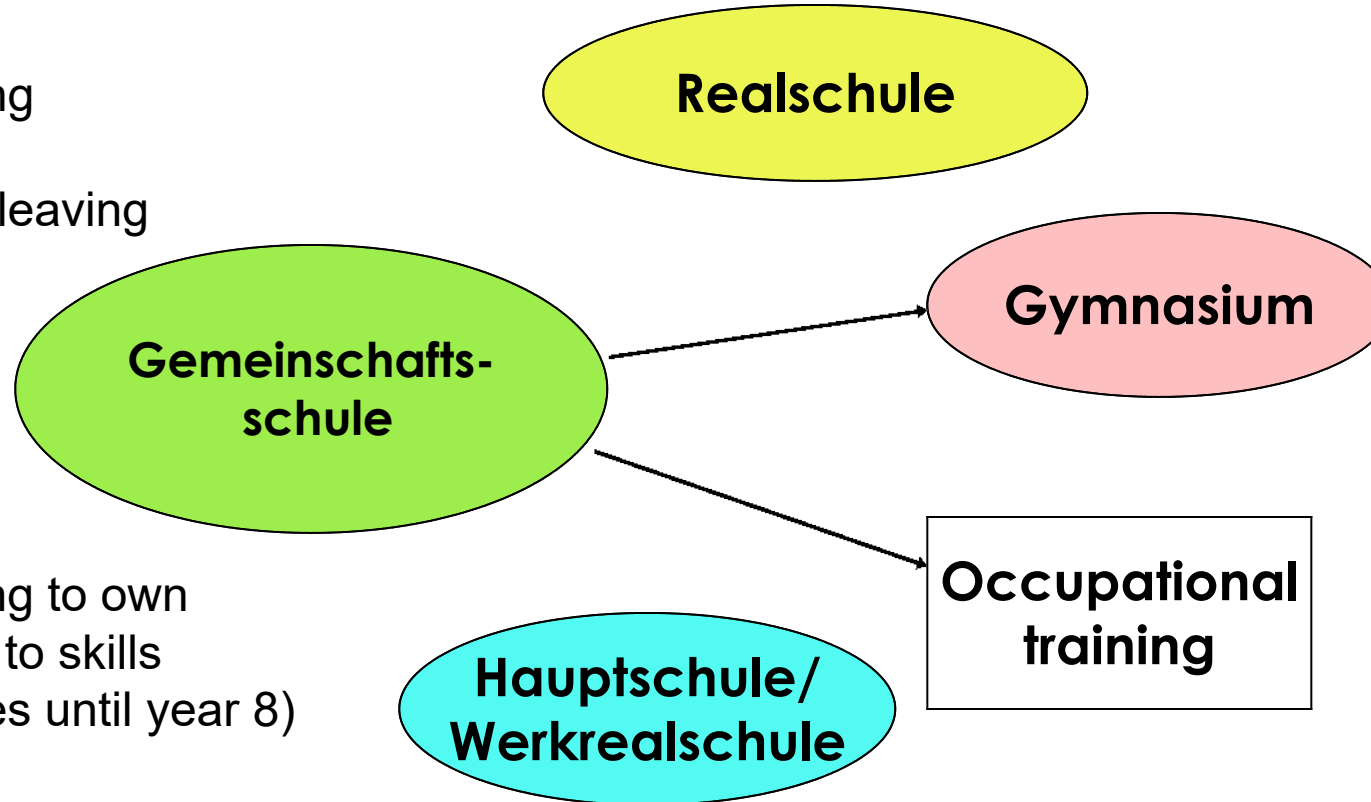 ng
Realschule
leaving
Gymnasium
Gemeinschafts-
schule
Occupational
training
ng to own
to skills
es until year 8)
Hauptschule/
Werkrealschule